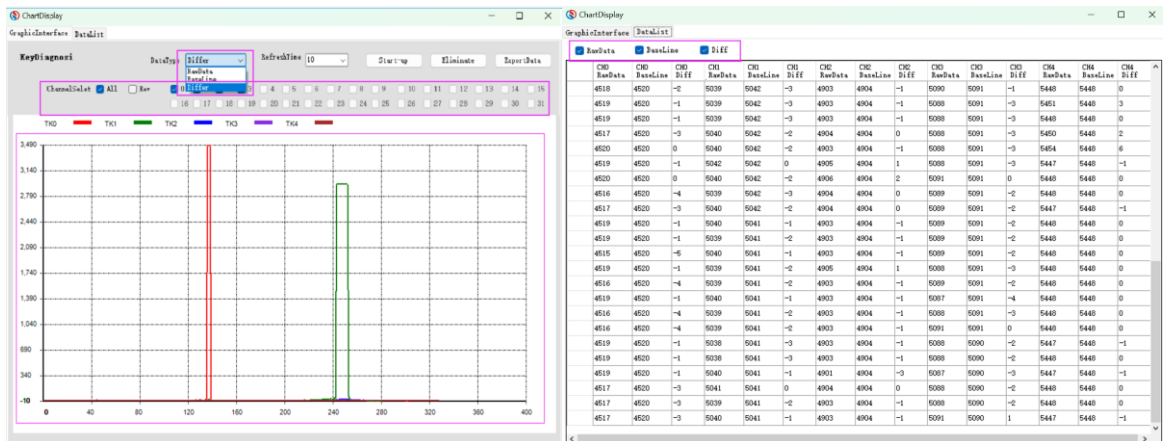 ChartDisplay
GraphicInterface DataList
KeyDiagnosi DataType Differ RefreshTime 10 Start-up Eliminate ExportData
RawData
BaseLine
Differ
ChannelSelat All Rev 0 3 4 5 6 7 8 9 10 11 12 13 14 15
16 17 18 19 20 21 22 23 24 25 26 27 28 29 30 31
TK0 TK1 TK2 TK3 TK4
3,490
3,140
2,790
2,440
2,090
1,740
1,390
1,040
690
340
-10
0 40 80 120 160 200 240 280 320 360 400
ChartDisplay
GraphicInterface DataList
RawData BaseLine Diff
CH0 CH0 CH0 CH1 CH1 CH1 CH2 CH2 CH2 CH3 CH3 CH3 CH4 CH4 CH4
RawData BaseLine Diff RawData BaseLine Diff RawData BaseLine Diff RawData BaseLine Diff RawData BaseLine Diff
4518 4520 -2 5039 5042 -3 4903 4904 -1 5090 5091 -1 5448 5448 0
4519 4520 -1 5039 5042 -3 4903 4904 -1 5088 5091 -3 5451 5448 3
4519 4520 -1 5039 5042 -3 4903 4904 -1 5088 5091 -3 5448 5448 0
4517 4520 -3 5040 5042 -2 4904 4904 0 5088 5091 -3 5450 5448 2
4520 4520 0 5040 5042 -2 4903 4904 -1 5088 5091 -3 5454 5448 6
4519 4520 -1 5042 5042 0 4905 4904 1 5088 5091 -3 5447 5448 -1
4520 4520 0 5040 5042 -2 4906 4904 2 5091 5091 0 5448 5448 0
4516 4520 -4 5039 5042 -3 4904 4904 0 5089 5091 -2 5448 5448 0
4517 4520 -3 5040 5042 -2 4904 4904 0 5089 5091 -2 5447 5448 -1
4519 4520 -1 5040 5041 -1 4903 4904 -1 5089 5091 -2 5448 5448 0
4519 4520 -1 5039 5041 -2 4903 4904 -1 5089 5091 -2 5448 5448 0
4515 4520 -5 5040 5041 -1 4903 4904 -1 5089 5091 -2 5448 5448 0
4519 4520 -1 5039 5041 -2 4905 4904 1 5088 5091 -3 5448 5448 0
4516 4520 -4 5039 5041 -2 4903 4904 -1 5089 5091 -2 5448 5448 0
4519 4520 -1 5040 5041 -1 4903 4904 -1 5087 5091 -4 5448 5448 0
4516 4520 -4 5040 5041 -1 4903 4904 -1 5088 5091 -3 5448 5448 0
4516 4520 -4 5039 5041 -2 4903 4904 -1 5091 5091 0 5448 5448 0
4519 4520 -1 5038 5041 -3 4903 4904 -1 5088 5090 -2 5447 5448 -1
4519 4520 -1 5038 5041 -3 4903 4904 -1 5088 5090 -2 5448 5448 0
4519 4520 -1 5040 5041 -1 4901 4904 -3 5087 5090 -3 5447 5448 -1
4517 4520 -3 5041 5041 0 4904 4904 0 5088 5090 -2 5448 5448 0
4517 4520 -3 5039 5041 -2 4903 4904 -1 5088 5090 -2 5448 5448 0
4517 4520 -3 5040 5041 -1 4903 4904 -1 5091 5090 1 5447 5448 -1